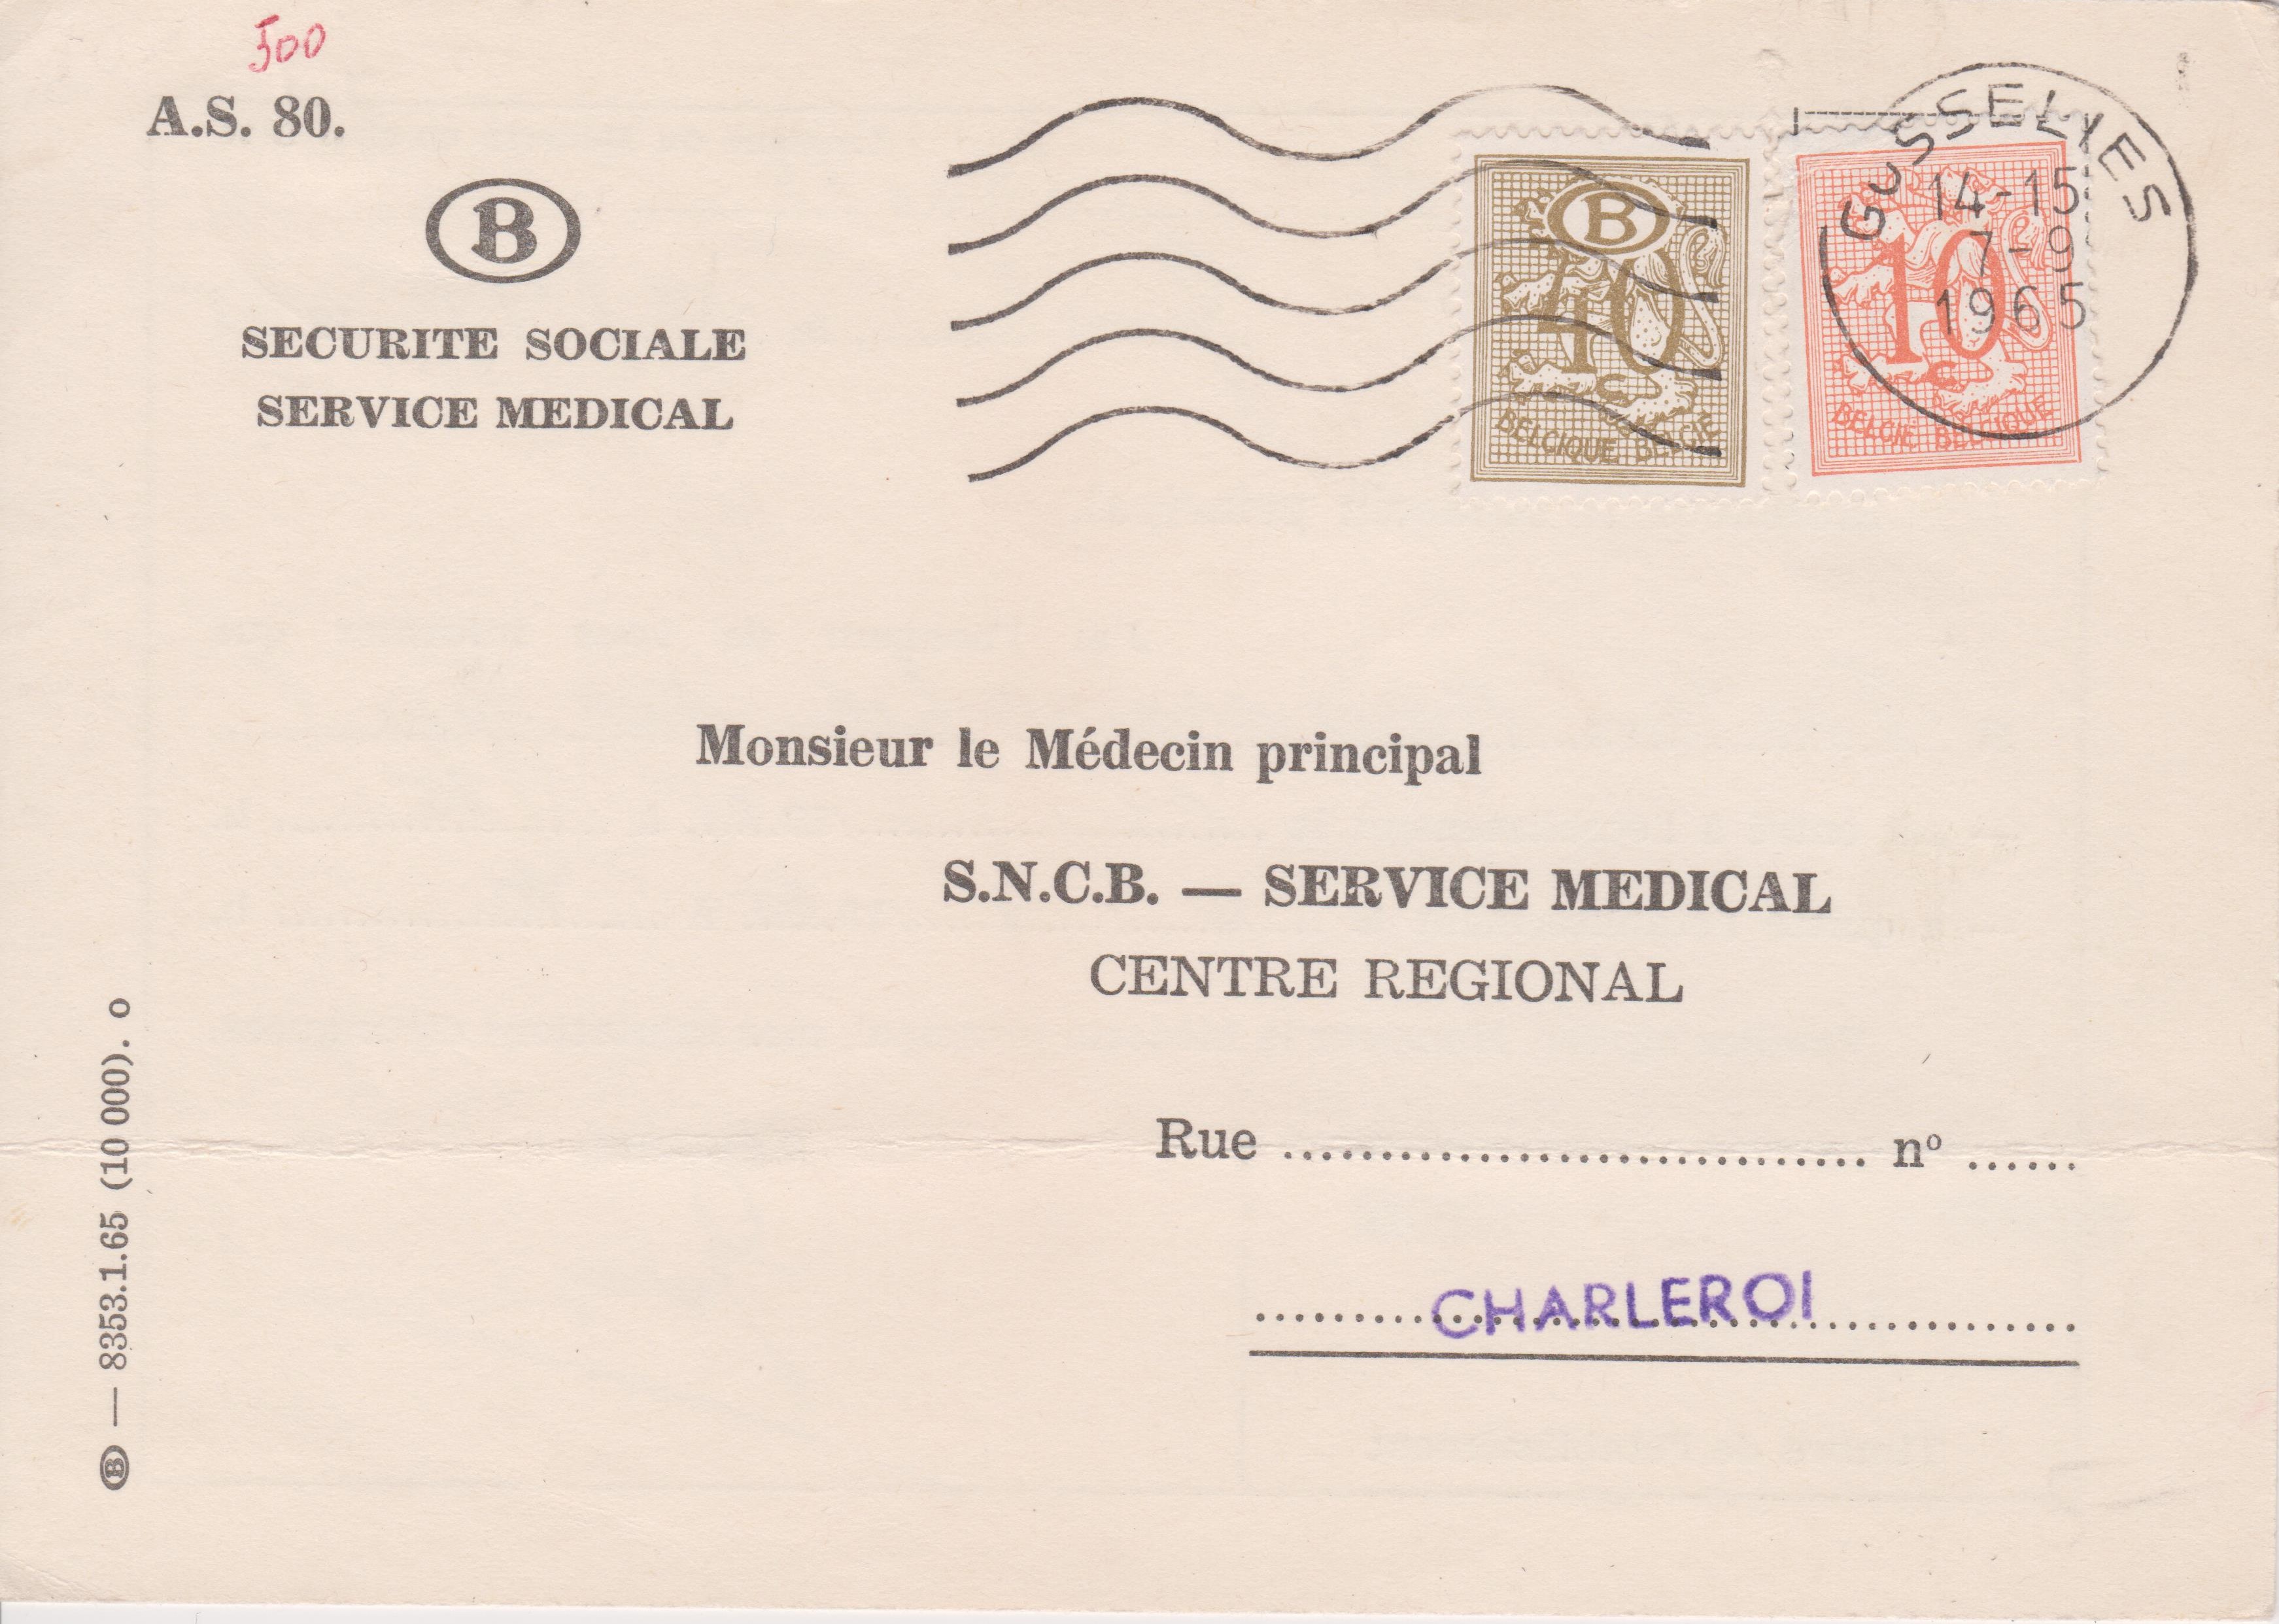 500
A.S. 80.
B
SECURITE SOCIALE
SERVICE MEDICAL
B
40
c
BELGIQUE BELGIE
10
c
BELGIE BELGIQUE
GOSSELIES
14-15
7-9
1965
Monsieur le Médecin principal
S.N.C.B. — SERVICE MEDICAL
CENTRE REGIONAL
Rue .............................. nº ......
CHARLEROI
B — 8353.1.65 (10 000). o